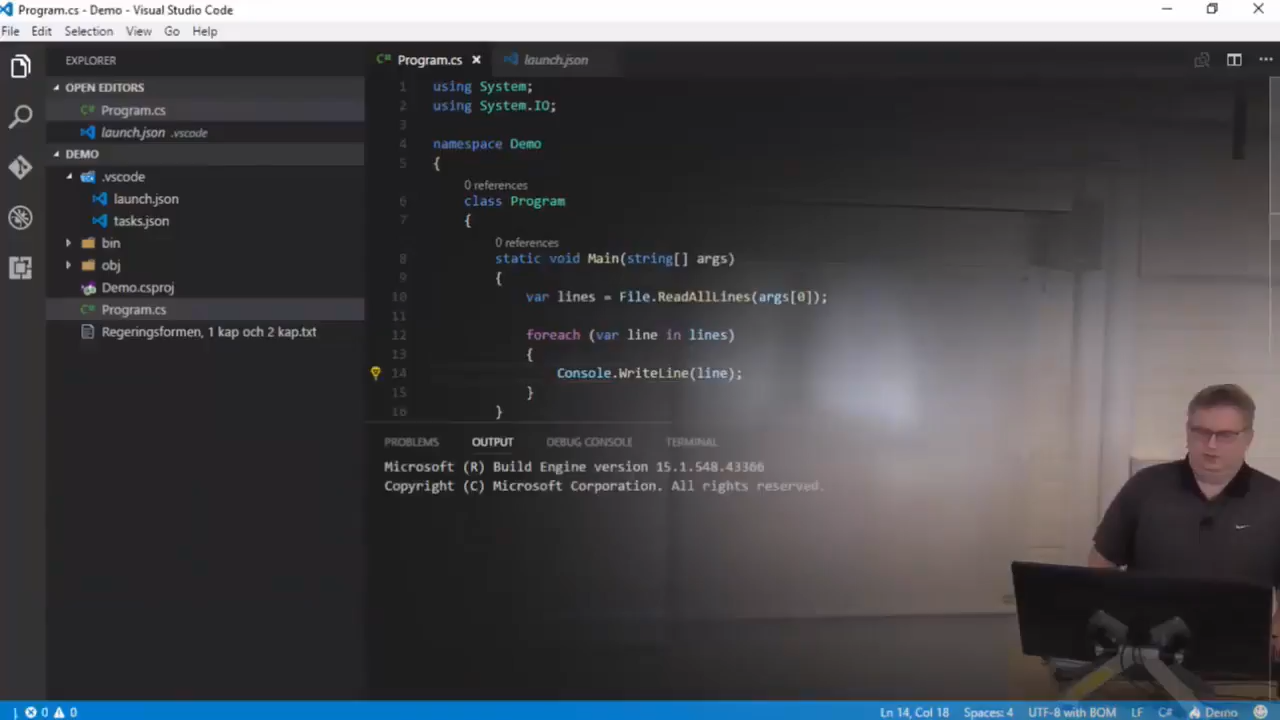 Program.cs - Demo - Visual Studio Code
File Edit Selection View Go Help
EXPLORER
OPEN EDITORS
Program.cs
launch.json .vscode
DEMO
.vscode
launch.json
tasks.json
bin
obj
Demo.csproj
Program.cs
Regeringsformen, 1 kap och 2 kap.txt
Program.cs
launch.json
1 using System;
2 using System.IO;
3
4 namespace Demo
5 {
0 references
6 class Program
7 {
0 references
8 static void Main(string[] args)
9 {
10 var lines = File.ReadAllLines(args[0]);
11
12 foreach (var line in lines)
13 {
14 Console.WriteLine(line);
15 }
16 }
PROBLEMS OUTPUT DEBUG CONSOLE TERMINAL
Microsoft (R) Build Engine version 15.1.548.43366
Copyright (C) Microsoft Corporation. All rights reserved.
0 0 Ln 14, Col 18 Spaces: 4 UTF-8 with BOM LF C# Demo